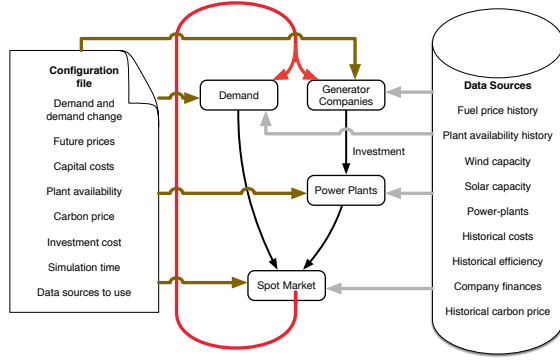 Configuration
file
Demand and
demand change
Future prices
Capital costs
Plant availability
Carbon price
Investment cost
Simulation time
Data sources to use
Demand
Generator
Companies
Investment
Power Plants
Spot Market
Data Sources
Fuel price history
Plant availability history
Wind capacity
Solar capacity
Power-plants
Historical costs
Historical efficiency
Company finances
Historical carbon price